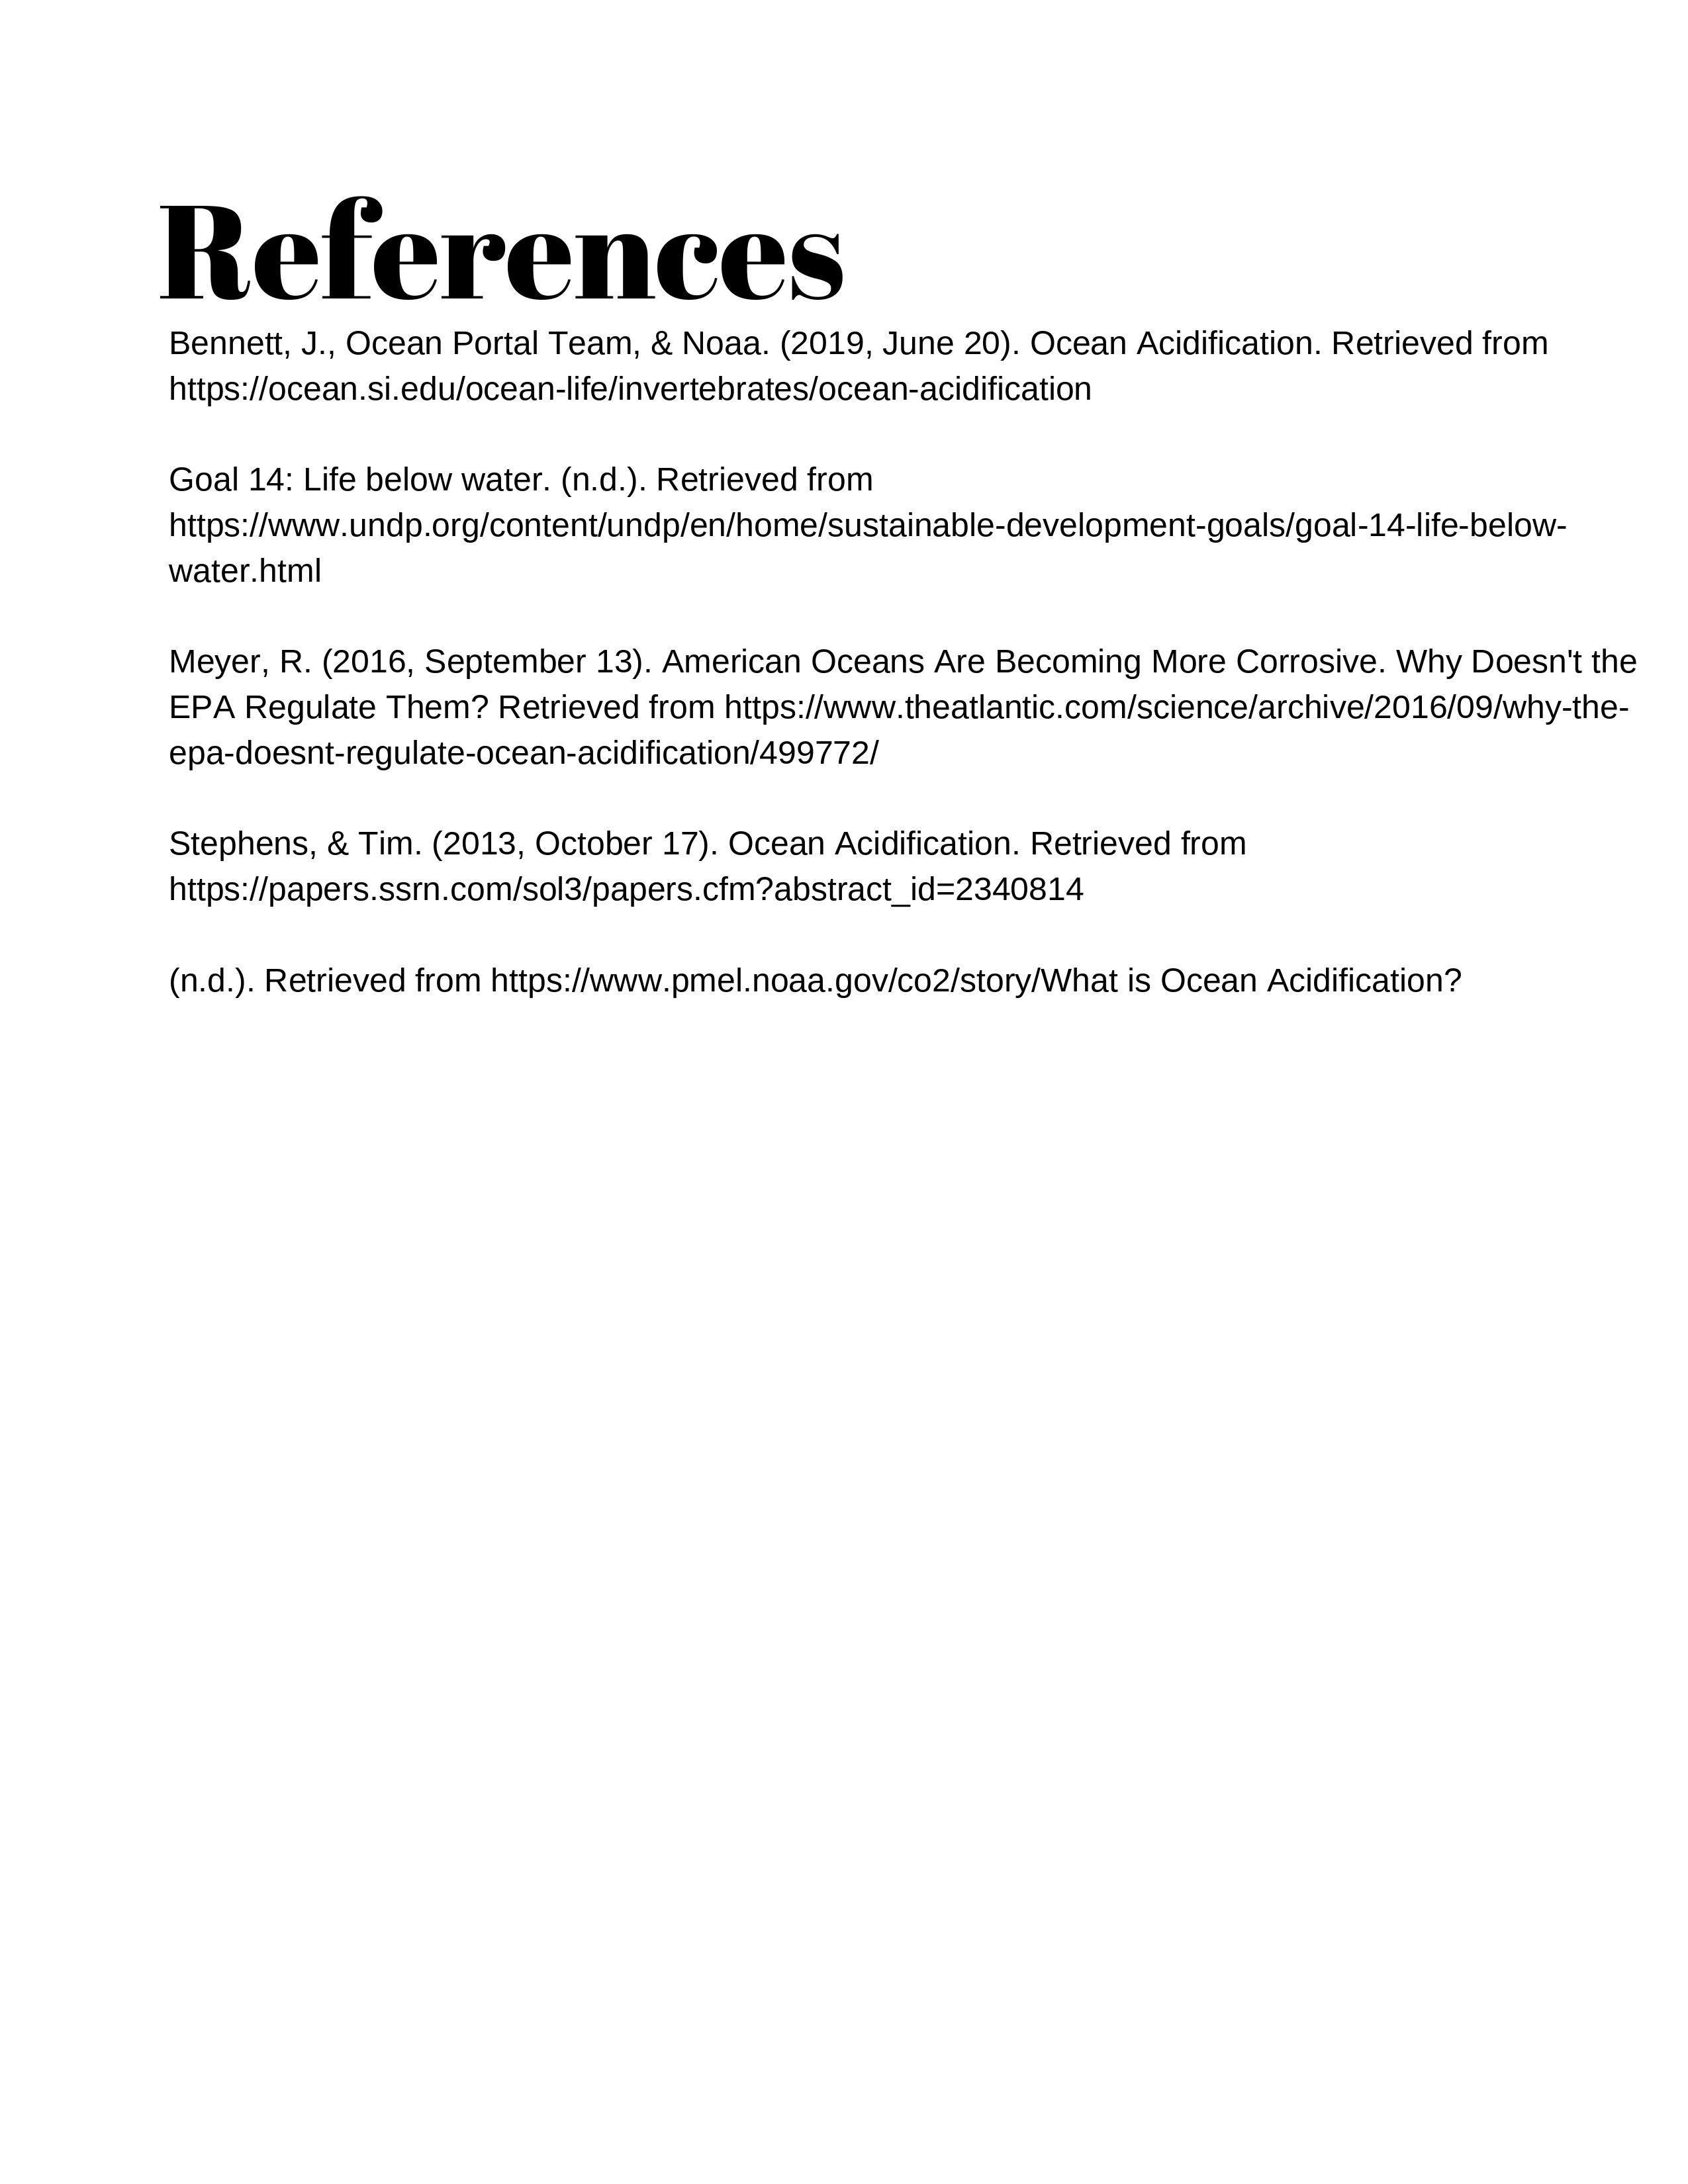 References
Bennett, J., Ocean Portal Team, & Noaa. (2019, June 20). Ocean Acidification. Retrieved from
https://ocean.si.edu/ocean-life/invertebrates/ocean-acidification
Goal 14: Life below water. (n.d.). Retrieved from
https://www.undp.org/content/undp/en/home/sustainable-development-goals/goal-14-life-below-
water.html
Meyer, R. (2016, September 13). American Oceans Are Becoming More Corrosive. Why Doesn't the
EPA Regulate Them? Retrieved from https://www.theatlantic.com/science/archive/2016/09/why-the-
epa-doesnt-regulate-ocean-acidification/499772/
Stephens, & Tim. (2013, October 17). Ocean Acidification. Retrieved from
https://papers.ssrn.com/sol3/papers.cfm?abstract_id=2340814
(n.d.). Retrieved from https://www.pmel.noaa.gov/co2/story/What is Ocean Acidification?